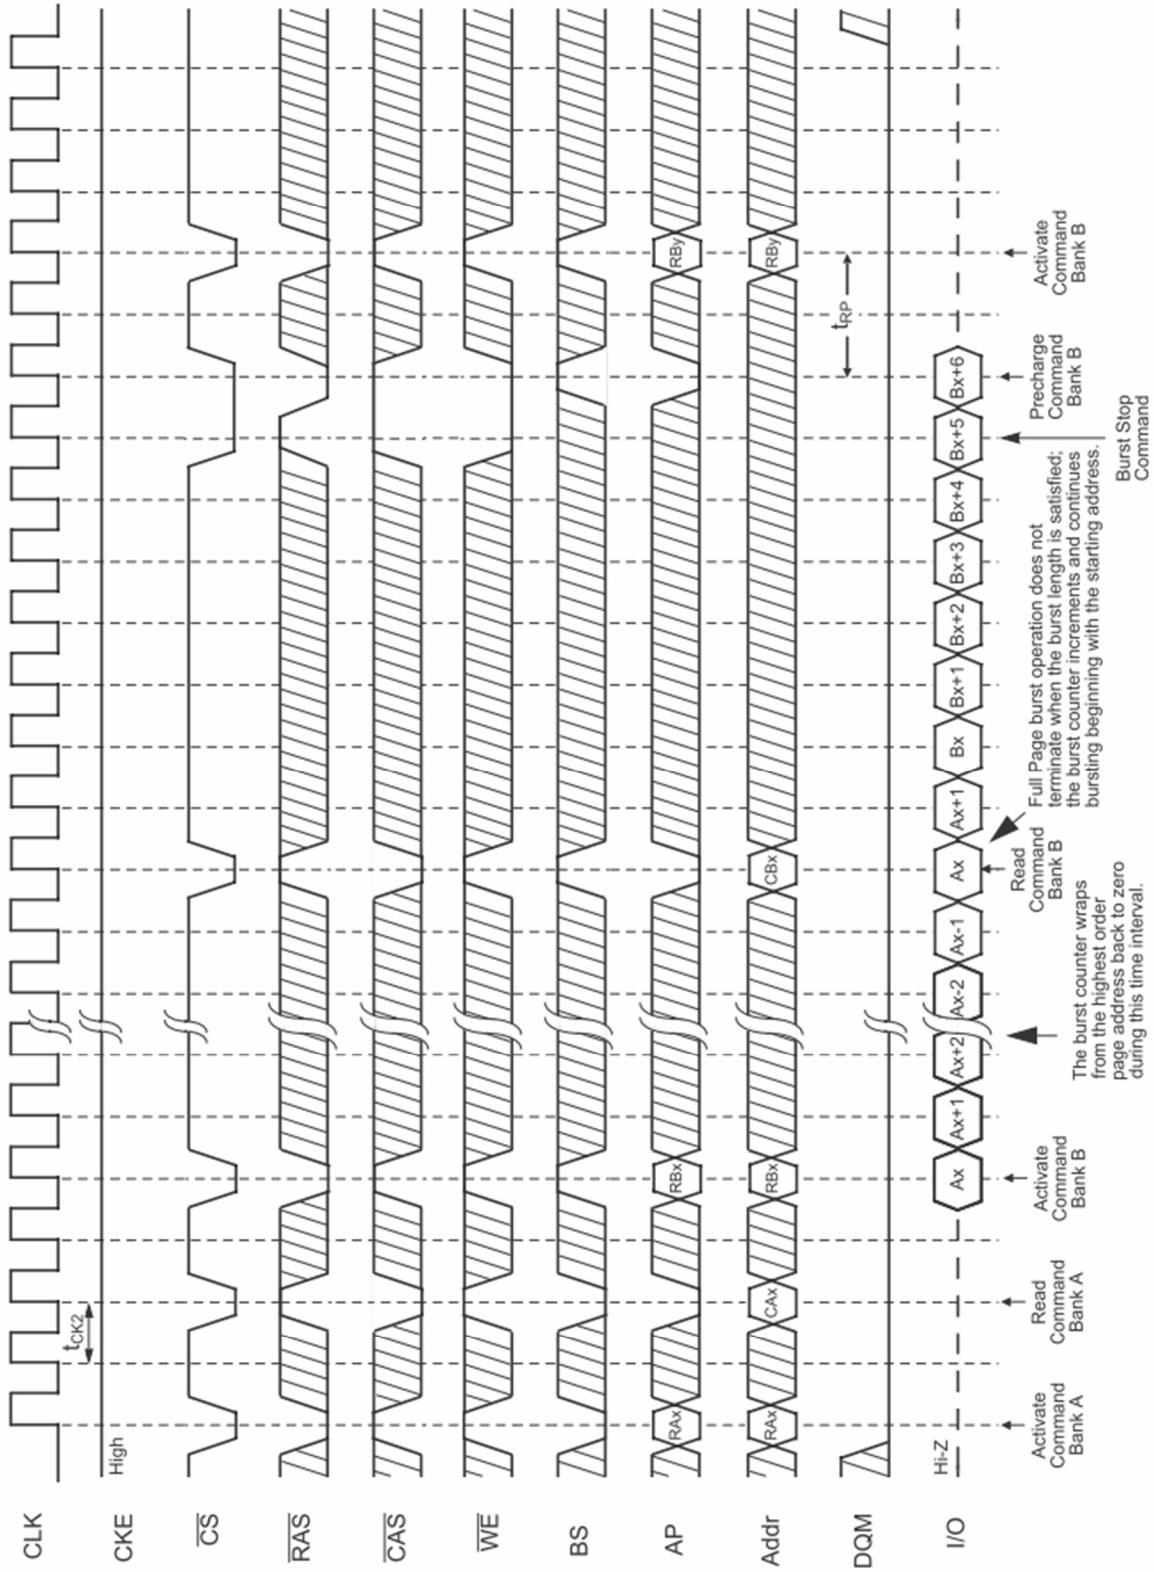 CLK
tCK2
CKE
High
CS
RAS
CAS
WE
BS
AP
RAx
RBx
RBy
Addr
RAx
CAx
RBx
CBx
RBy
DQM
tRP
I/O
Hi-Z
Ax
Ax+1
Ax+2
Ax-2
Ax-1
Ax
Ax+1
Bx
Bx+1
Bx+2
Bx+3
Bx+4
Bx+5
Bx+6
Activate
Command
Bank A
Read
Command
Bank A
Activate
Command
Bank B
The burst counter wraps
from the highest order
page address back to zero
during this time interval.
Read
Command
Bank B
Full Page burst operation does not
terminate when the burst length is satisfied;
the burst counter increments and continues
bursting beginning with the starting address.
Burst Stop
Command
Precharge
Command
Bank B
Activate
Command
Bank B